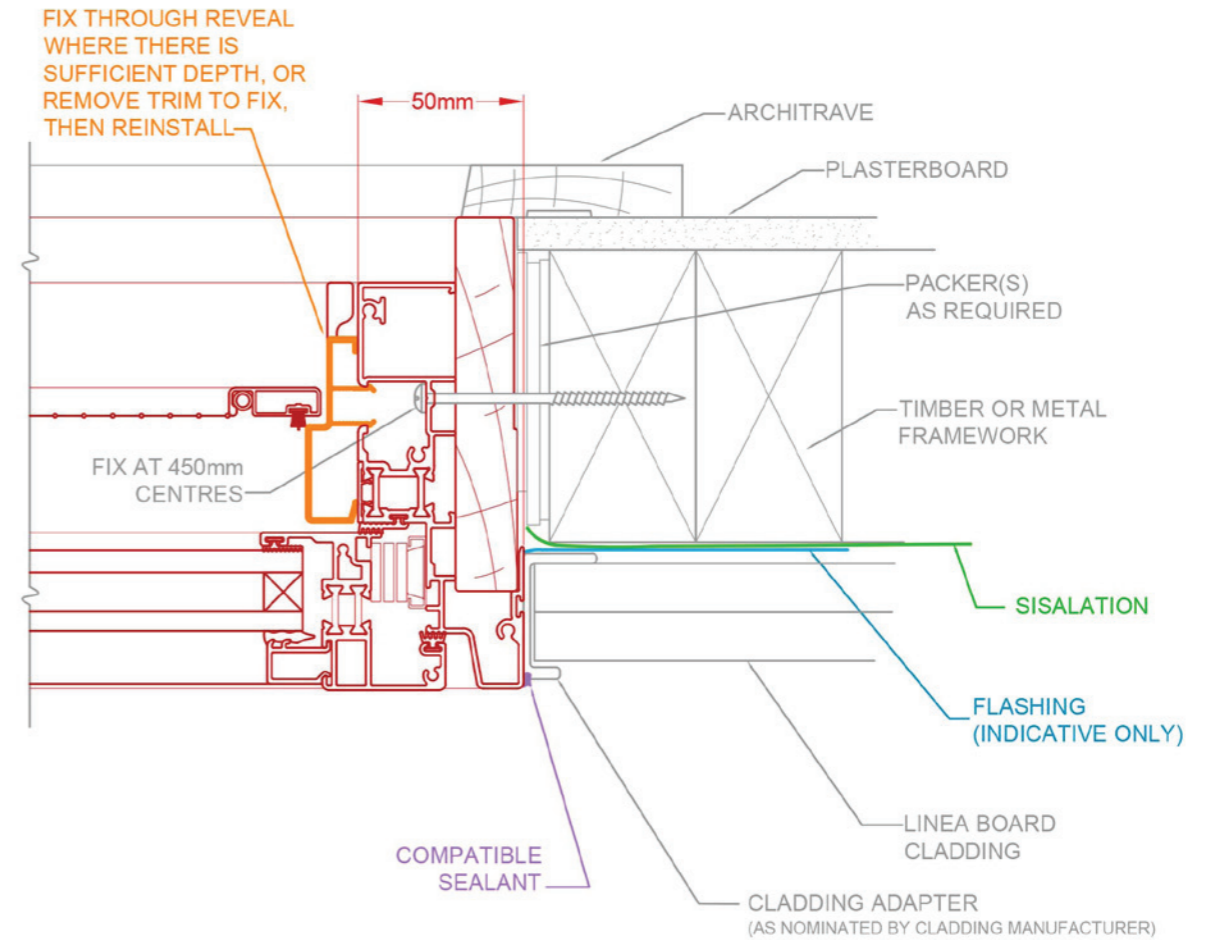 FIX THROUGH REVEAL
WHERE THERE IS
SUFFICIENT DEPTH, OR
REMOVE TRIM TO FIX,
THEN REINSTALL
50mm
ARCHITRAVE
PLASTERBOARD
PACKER(S)
AS REQUIRED
TIMBER OR METAL
FRAMEWORK
FIX AT 450mm
CENTRES
SISALATION
FLASHING
(INDICATIVE ONLY)
LINEA BOARD
CLADDING
COMPATIBLE
SEALANT
CLADDING ADAPTER
(AS NOMINATED BY CLADDING MANUFACTURER)